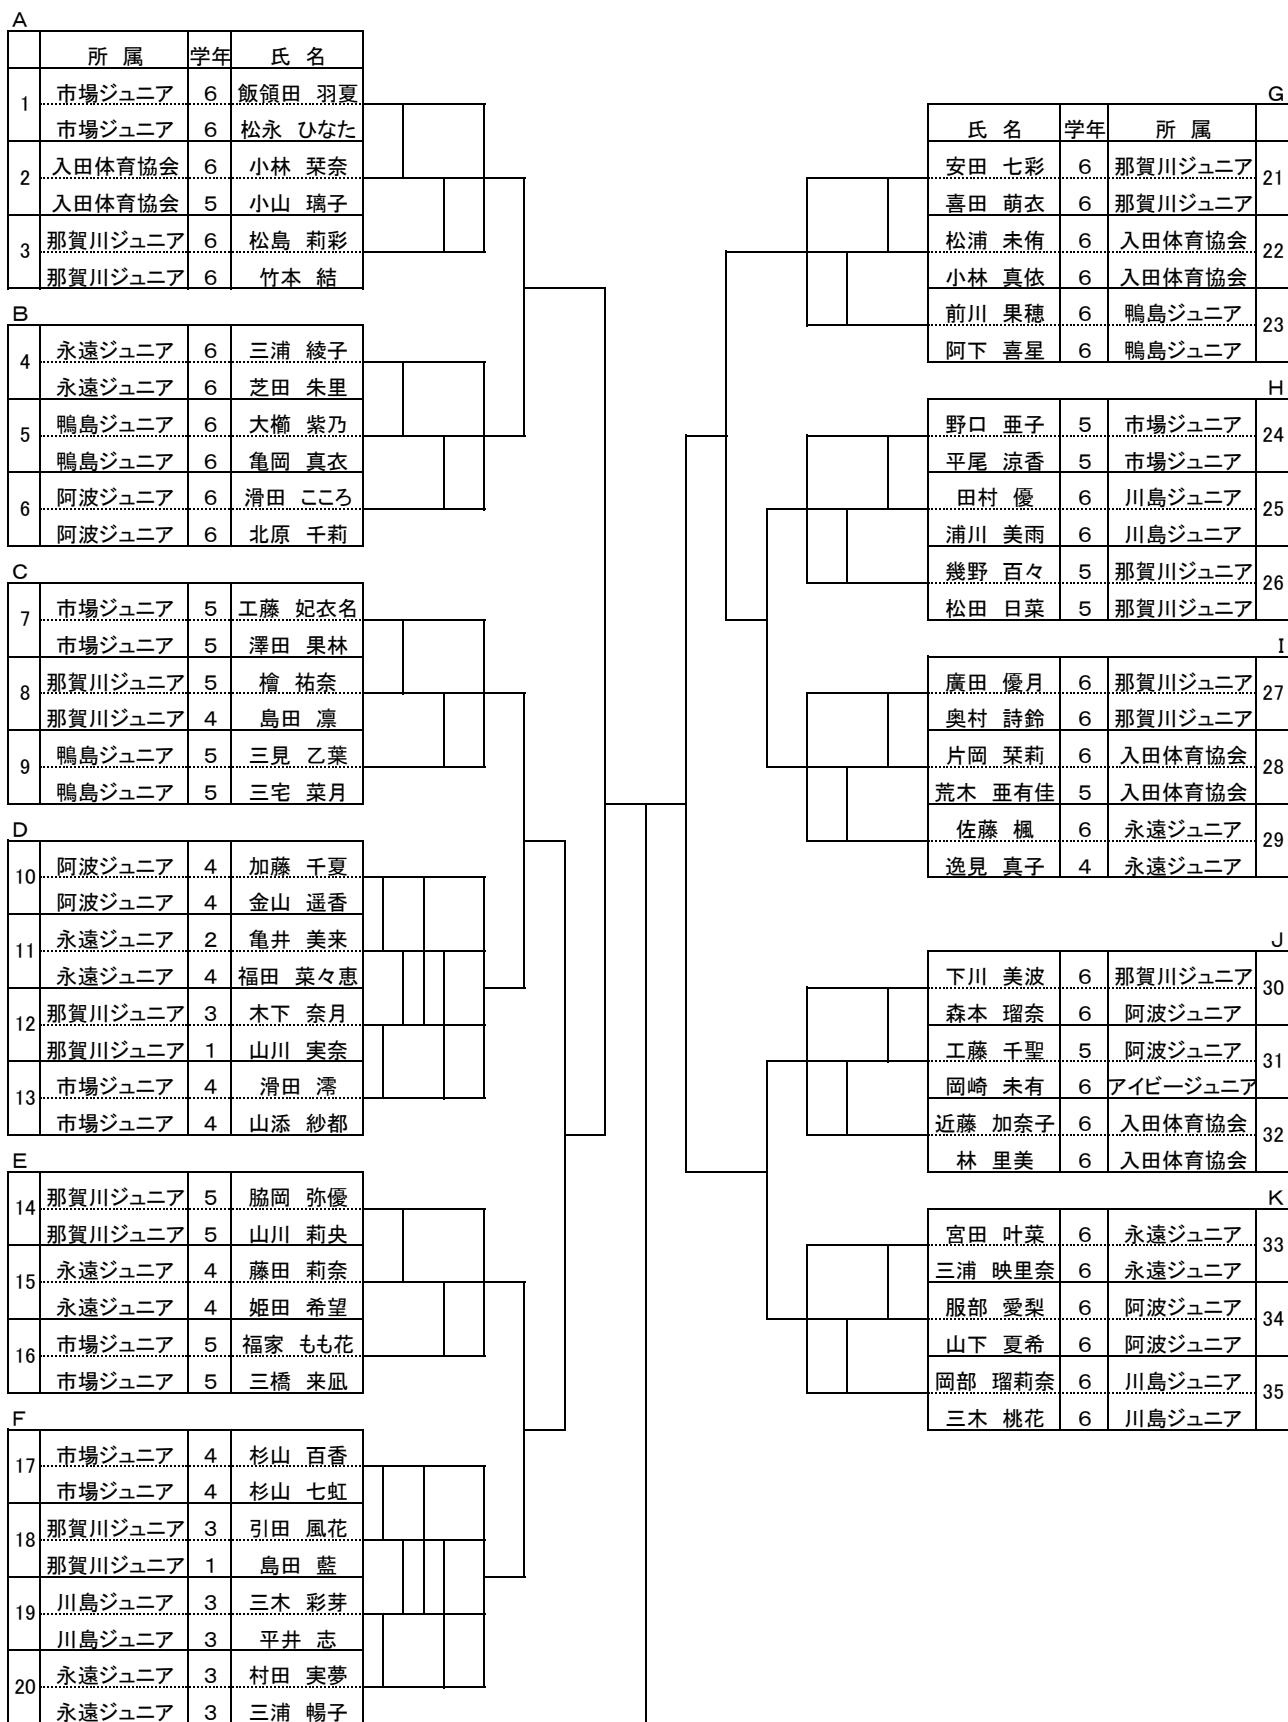 A
所 属 学年 氏 名
1
市場ジュニア 6 飯領田 羽夏
市場ジュニア 6 松永 ひなた
2
入田体育協会 6 小林 栞奈
入田体育協会 5 小山 璃子
3
那賀川ジュニア 6 松島 莉彩
那賀川ジュニア 6 竹本 結
B
4
永遠ジュニア 6 三浦 綾子
永遠ジュニア 6 芝田 朱里
5
鴨島ジュニア 6 大櫛 紫乃
鴨島ジュニア 6 亀岡 真衣
6
阿波ジュニア 6 滑田 こころ
阿波ジュニア 6 北原 千莉
C
7
市場ジュニア 5 工藤 妃衣名
市場ジュニア 5 澤田 果林
8
那賀川ジュニア 5 檜 祐奈
那賀川ジュニア 4 島田 凛
9
鴨島ジュニア 5 三見 乙葉
鴨島ジュニア 5 三宅 菜月
D
10
阿波ジュニア 4 加藤 千夏
阿波ジュニア 4 金山 遥香
11
永遠ジュニア 2 亀井 美来
永遠ジュニア 4 福田 菜々恵
12
那賀川ジュニア 3 木下 奈月
那賀川ジュニア 1 山川 実奈
13
市場ジュニア 4 滑田 澪
市場ジュニア 4 山添 紗都
E
14
那賀川ジュニア 5 脇岡 弥優
那賀川ジュニア 5 山川 莉央
15
永遠ジュニア 4 藤田 莉奈
永遠ジュニア 4 姫田 希望
16
市場ジュニア 5 福家 もも花
市場ジュニア 5 三橋 来凪
F
17
市場ジュニア 4 杉山 百香
市場ジュニア 4 杉山 七虹
18
那賀川ジュニア 3 引田 風花
那賀川ジュニア 1 島田 藍
19
川島ジュニア 3 三木 彩芽
川島ジュニア 3 平井 志
20
永遠ジュニア 3 村田 実夢
永遠ジュニア 3 三浦 暢子
G
氏 名 学年 所 属
安田 七彩 6 那賀川ジュニア
21
喜田 萌衣 6 那賀川ジュニア
松浦 未侑 6 入田体育協会
22
小林 真依 6 入田体育協会
前川 果穂 6 鴨島ジュニア
23
阿下 喜星 6 鴨島ジュニア
H
野口 亜子 5 市場ジュニア
24
平尾 涼香 5 市場ジュニア
田村 優 6 川島ジュニア
25
浦川 美雨 6 川島ジュニア
幾野 百々 5 那賀川ジュニア
26
松田 日菜 5 那賀川ジュニア
I
廣田 優月 6 那賀川ジュニア
27
奥村 詩鈴 6 那賀川ジュニア
片岡 栞莉 6 入田体育協会
28
荒木 亜有佳 5 入田体育協会
佐藤 楓 6 永遠ジュニア
29
逸見 真子 4 永遠ジュニア
J
下川 美波 6 那賀川ジュニア
30
森本 瑠奈 6 阿波ジュニア
工藤 千聖 5 阿波ジュニア
31
岡崎 未有 6 アイビージュニア
近藤 加奈子 6 入田体育協会
32
林 里美 6 入田体育協会
K
宮田 叶菜 6 永遠ジュニア
33
三浦 映里奈 6 永遠ジュニア
服部 愛梨 6 阿波ジュニア
34
山下 夏希 6 阿波ジュニア
岡部 瑠莉奈 6 川島ジュニア
35
三木 桃花 6 川島ジュニア